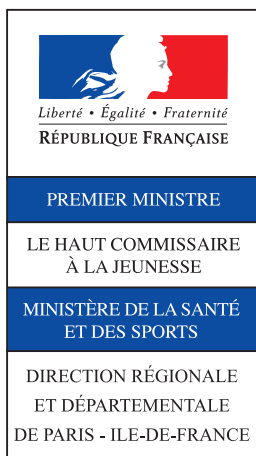 Liberté • Égalité • Fraternité
RÉPUBLIQUE FRANÇAISE
PREMIER MINISTRE
LE HAUT COMMISSAIRE
À LA JEUNESSE
MINISTÈRE DE LA SANTÉ
ET DES SPORTS
DIRECTION RÉGIONALE
ET DÉPARTEMENTALE
DE PARIS - ILE-DE-FRANCE